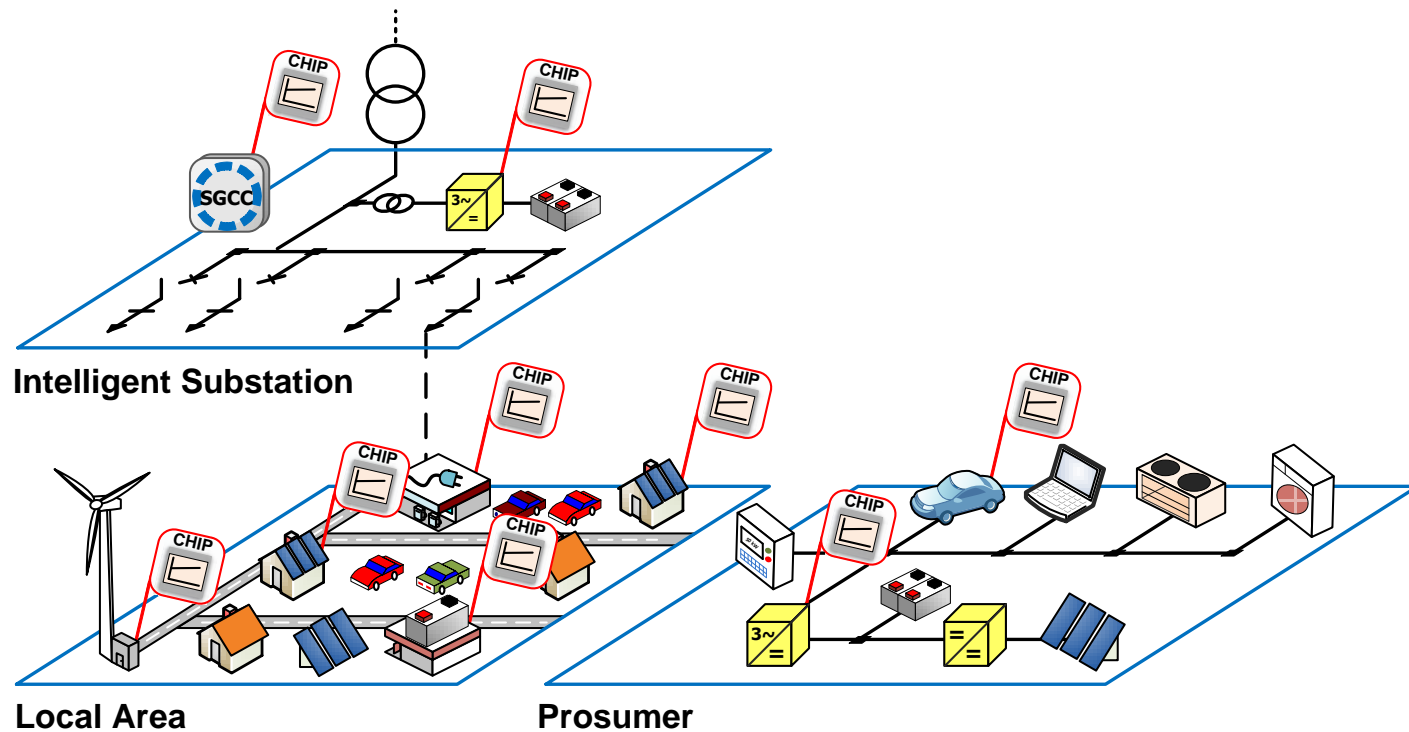 CHIP
CHIP
SGCC
3~
=
Intelligent Substation
CHIP
CHIP
CHIP
CHIP
CHIP
CHIP
CHIP
3~
=
=
=
Local Area
Prosumer